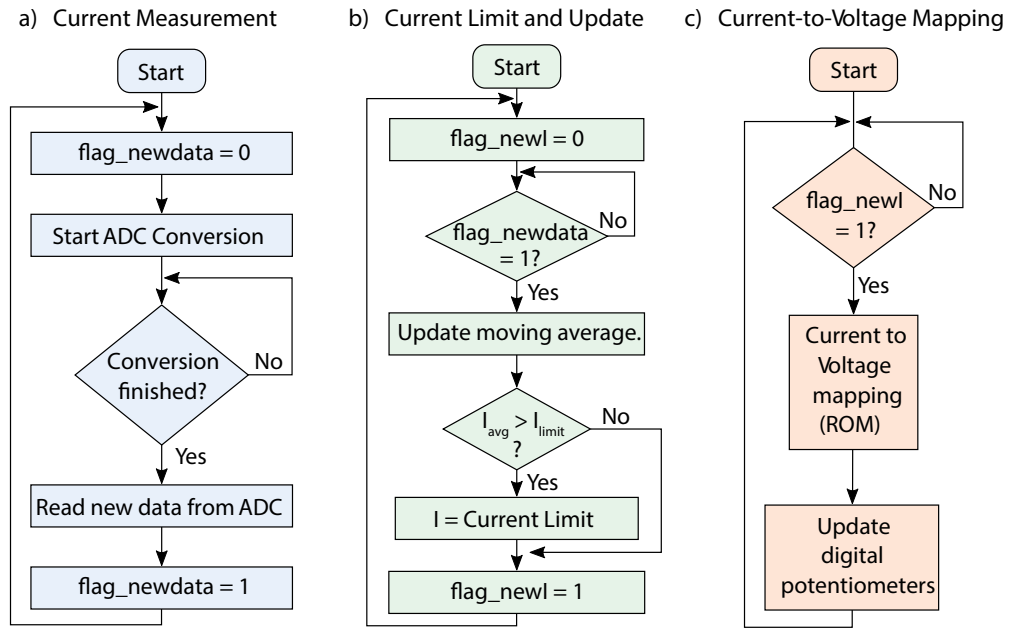 a) Current Measurement
Start
flag_newdata = 0
Start ADC Conversion
Conversion
finished?
No
Yes
Read new data from ADC
flag_newdata = 1
b) Current Limit and Update
Start
flag_newI = 0
flag_newdata
= 1?
No
Yes
Update moving average.
Iavg > Ilimit
?
No
Yes
I = Current Limit
flag_newI = 1
c) Current-to-Voltage Mapping
Start
flag_newI
= 1?
No
Yes
Current to
Voltage
mapping
(ROM)
Update
digital
potentiometers